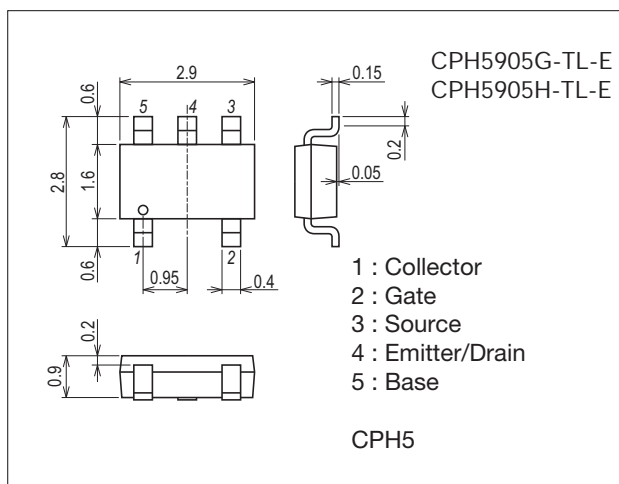 CPH5905G-TL-E
CPH5905H-TL-E
2.9
0.15
0.6
5
4
3
0.2
2.8
1.6
0.05
0.6
1
2
0.95
0.4
1 : Collector
2 : Gate
3 : Source
4 : Emitter/Drain
5 : Base
0.2
0.9
CPH5